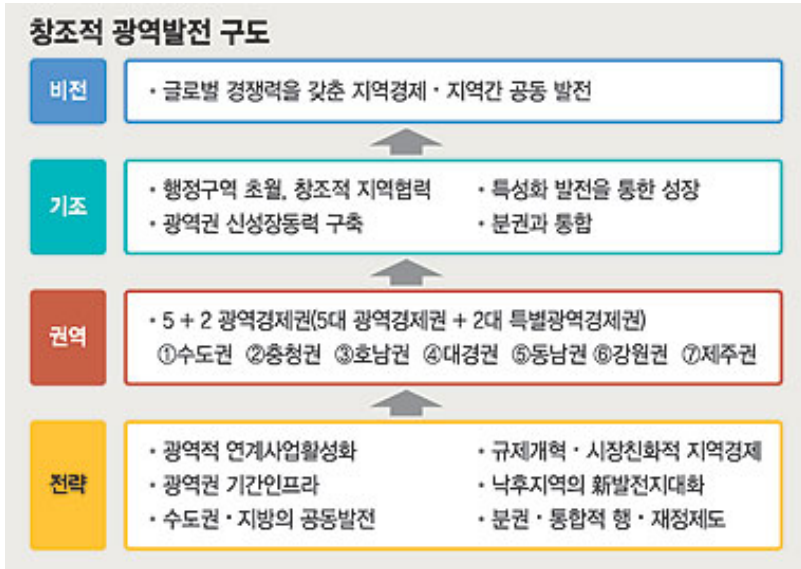 창조적 광역발전 구도
비전
• 글로벌 경쟁력을 갖춘 지역경제 • 지역간 공동 발전
기조
• 행정구역 초월, 창조적 지역협력
• 특성화 발전을 통한 성장
• 광역권 신성장동력 구축
• 분권과 통합
권역
• 5 + 2 광역경제권(5대 광역경제권 + 2대 특별광역경제권)
①수도권 ②충청권 ③호남권 ④대경권 ⑤동남권 ⑥강원권 ⑦제주권
전략
• 광역적 연계사업활성화
• 규제개혁 • 시장친화적 지역경제
• 광역권 기간인프라
• 낙후지역의 新발전지대화
• 수도권 • 지방의 공동발전
• 분권 • 통합적 행 • 재정제도